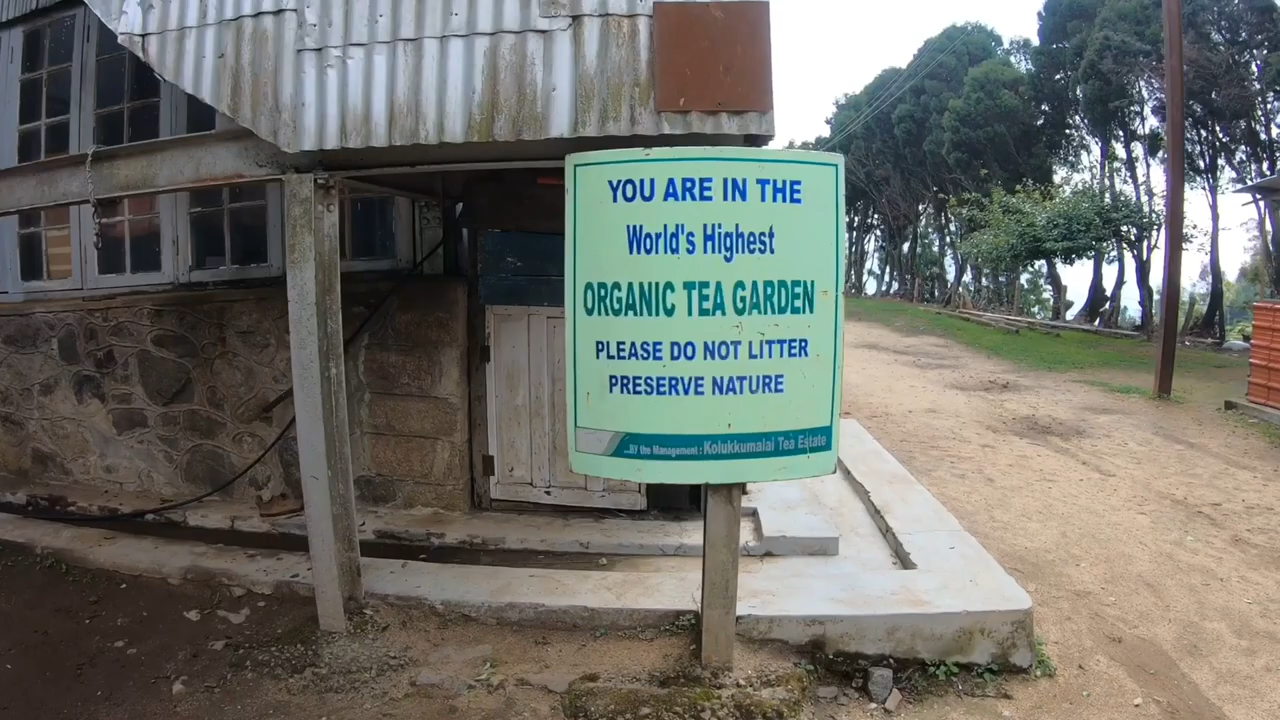 YOU ARE IN THE
World's Highest
ORGANIC TEA GARDEN
PLEASE DO NOT LITTER
PRESERVE NATURE
...By the Management : Kolukkumalai Tea Estate